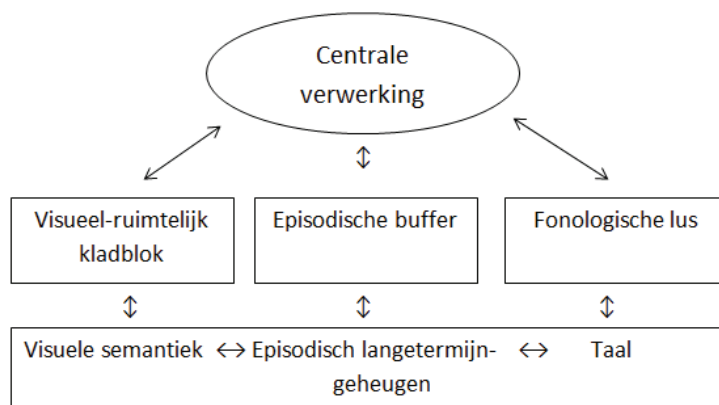 Centrale
verwerking
Visueel-ruimtelijk
kladblok
Episodische buffer
Fonologische lus
Visuele semantiek ↔ Episodisch langetermijn- ↔ Taal
geheugen